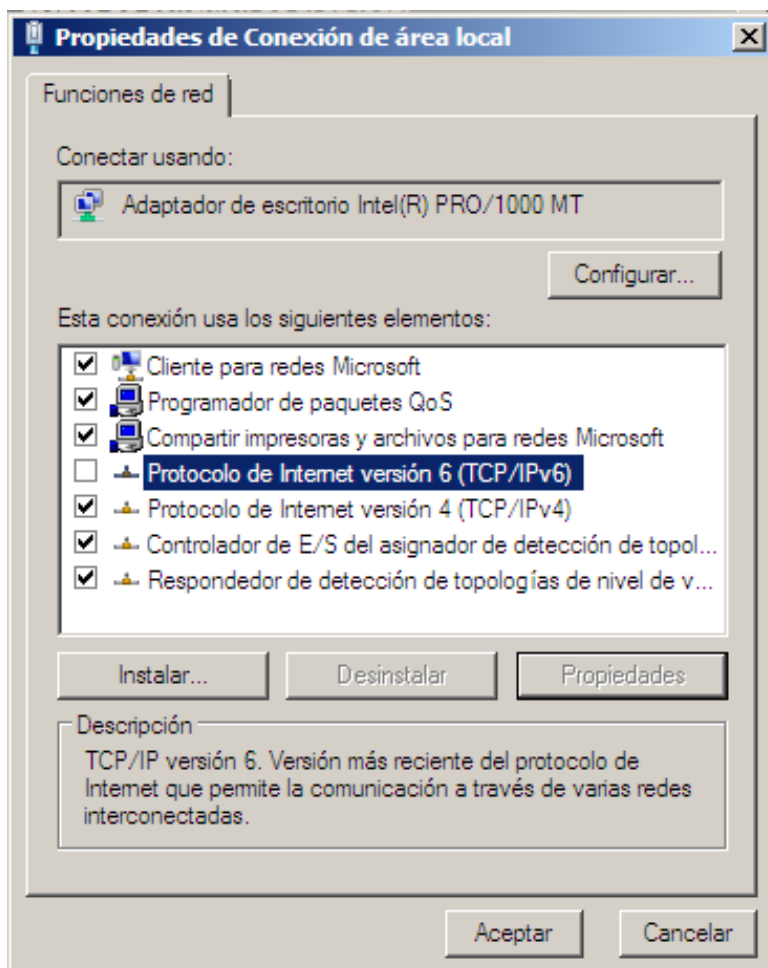 Propiedades de Conexión de área local
Funciones de red
Conectar usando:
Adaptador de escritorio Intel(R) PRO/1000 MT
Configurar...
Esta conexión usa los siguientes elementos:
Cliente para redes Microsoft
Programador de paquetes QoS
Compartir impresoras y archivos para redes Microsoft
Protocolo de Internet versión 6 (TCP/IPv6)
Protocolo de Internet versión 4 (TCP/IPv4)
Controlador de E/S del asignador de detección de topol...
Respondedor de detección de topologías de nivel de v...
Instalar...
Desinstalar
Propiedades
Descripción
TCP/IP versión 6. Versión más reciente del protocolo de
Internet que permite la comunicación a través de varias redes
interconectadas.
Aceptar
Cancelar